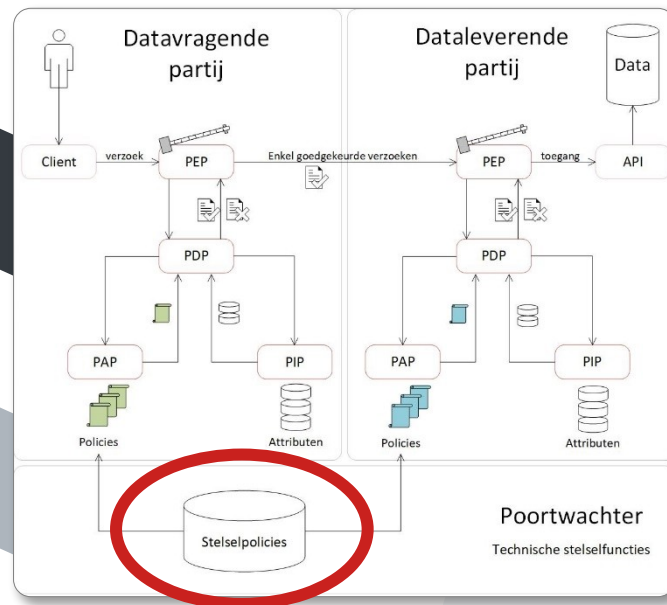 Datavragende
partij
Dataleverende
partij
Data
Client
verzoek
PEP
Enkel goedgekeurde verzoeken
PEP
toegang
API
PDP
PDP
PAP
PIP
PAP
PIP
Policies
Attributen
Policies
Attributen
Stelselpolicies
Poortwachter
Technische stelselfuncties